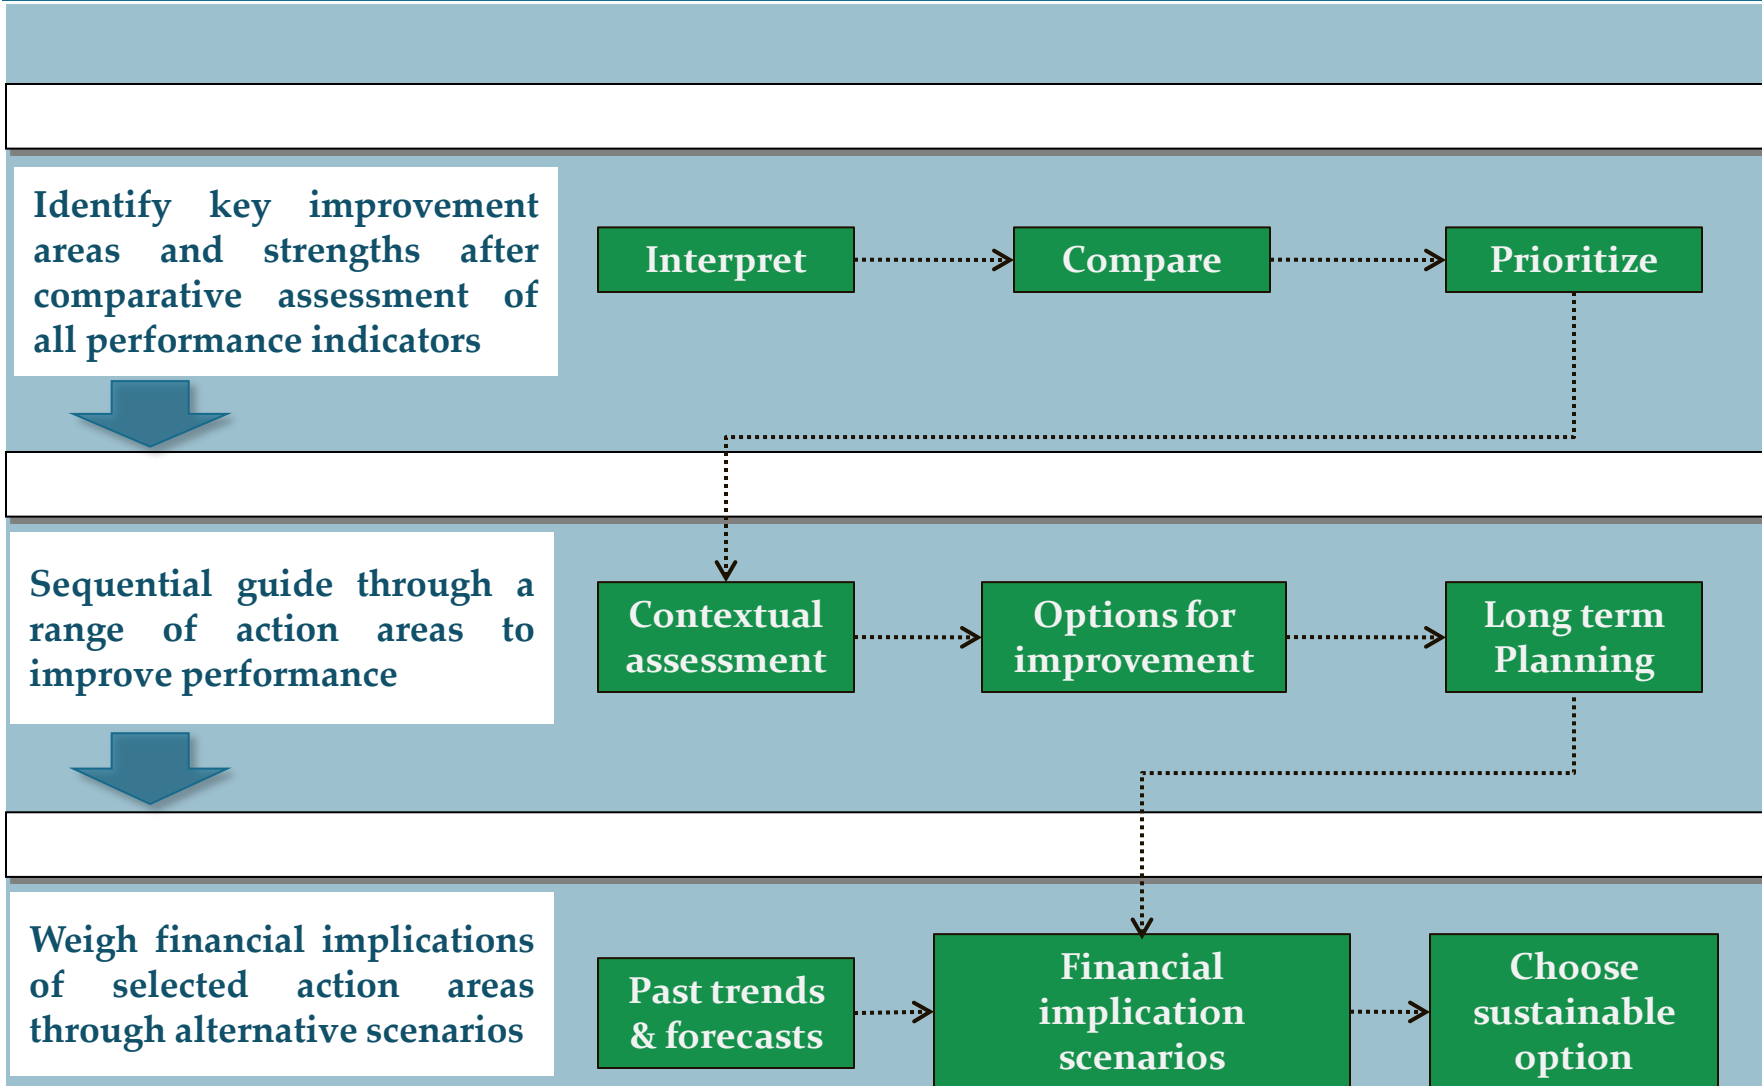 Identify key improvement
areas and strengths after
comparative assessment of
all performance indicators
Interpret
Compare
Prioritize
Sequential guide through a
range of action areas to
improve performance
Contextual
assessment
Options for
improvement
Long term
Planning
Weigh financial implications
of selected action areas
through alternative scenarios
Past trends
& forecasts
Financial
implication
scenarios
Choose
sustainable
option